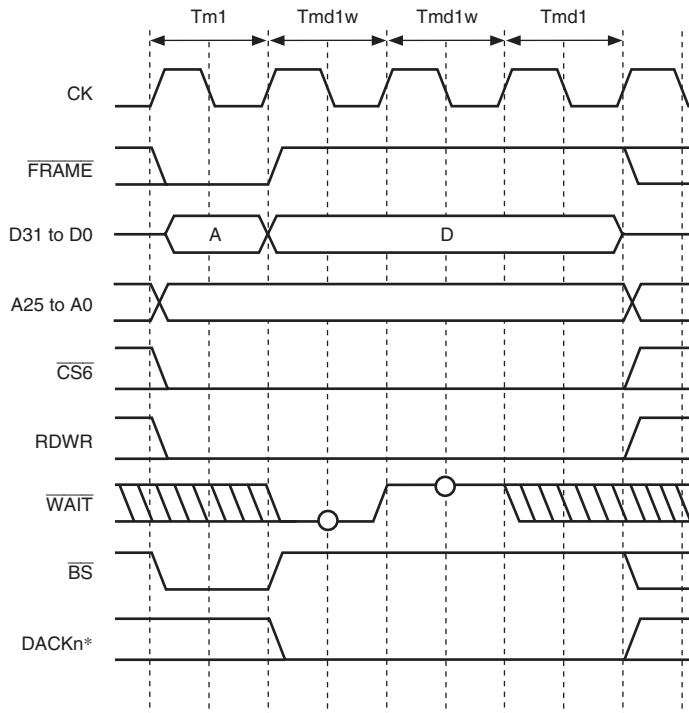 Tm1 Tmd1w Tmd1w Tmd1
CK
FRAME
D31 to D0
A
D
A25 to A0
CS6
RDWR
WAIT
BS
DACKn*